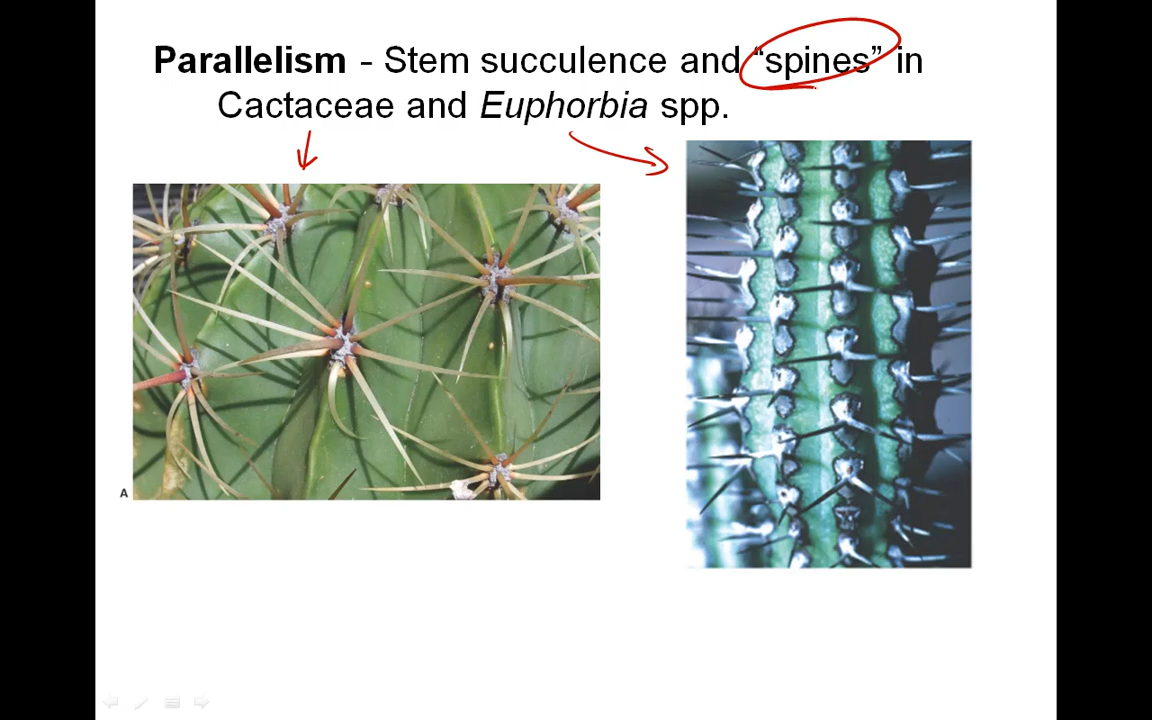 Parallelism - Stem succulence and “spines” in
Cactaceae and Euphorbia spp.
A